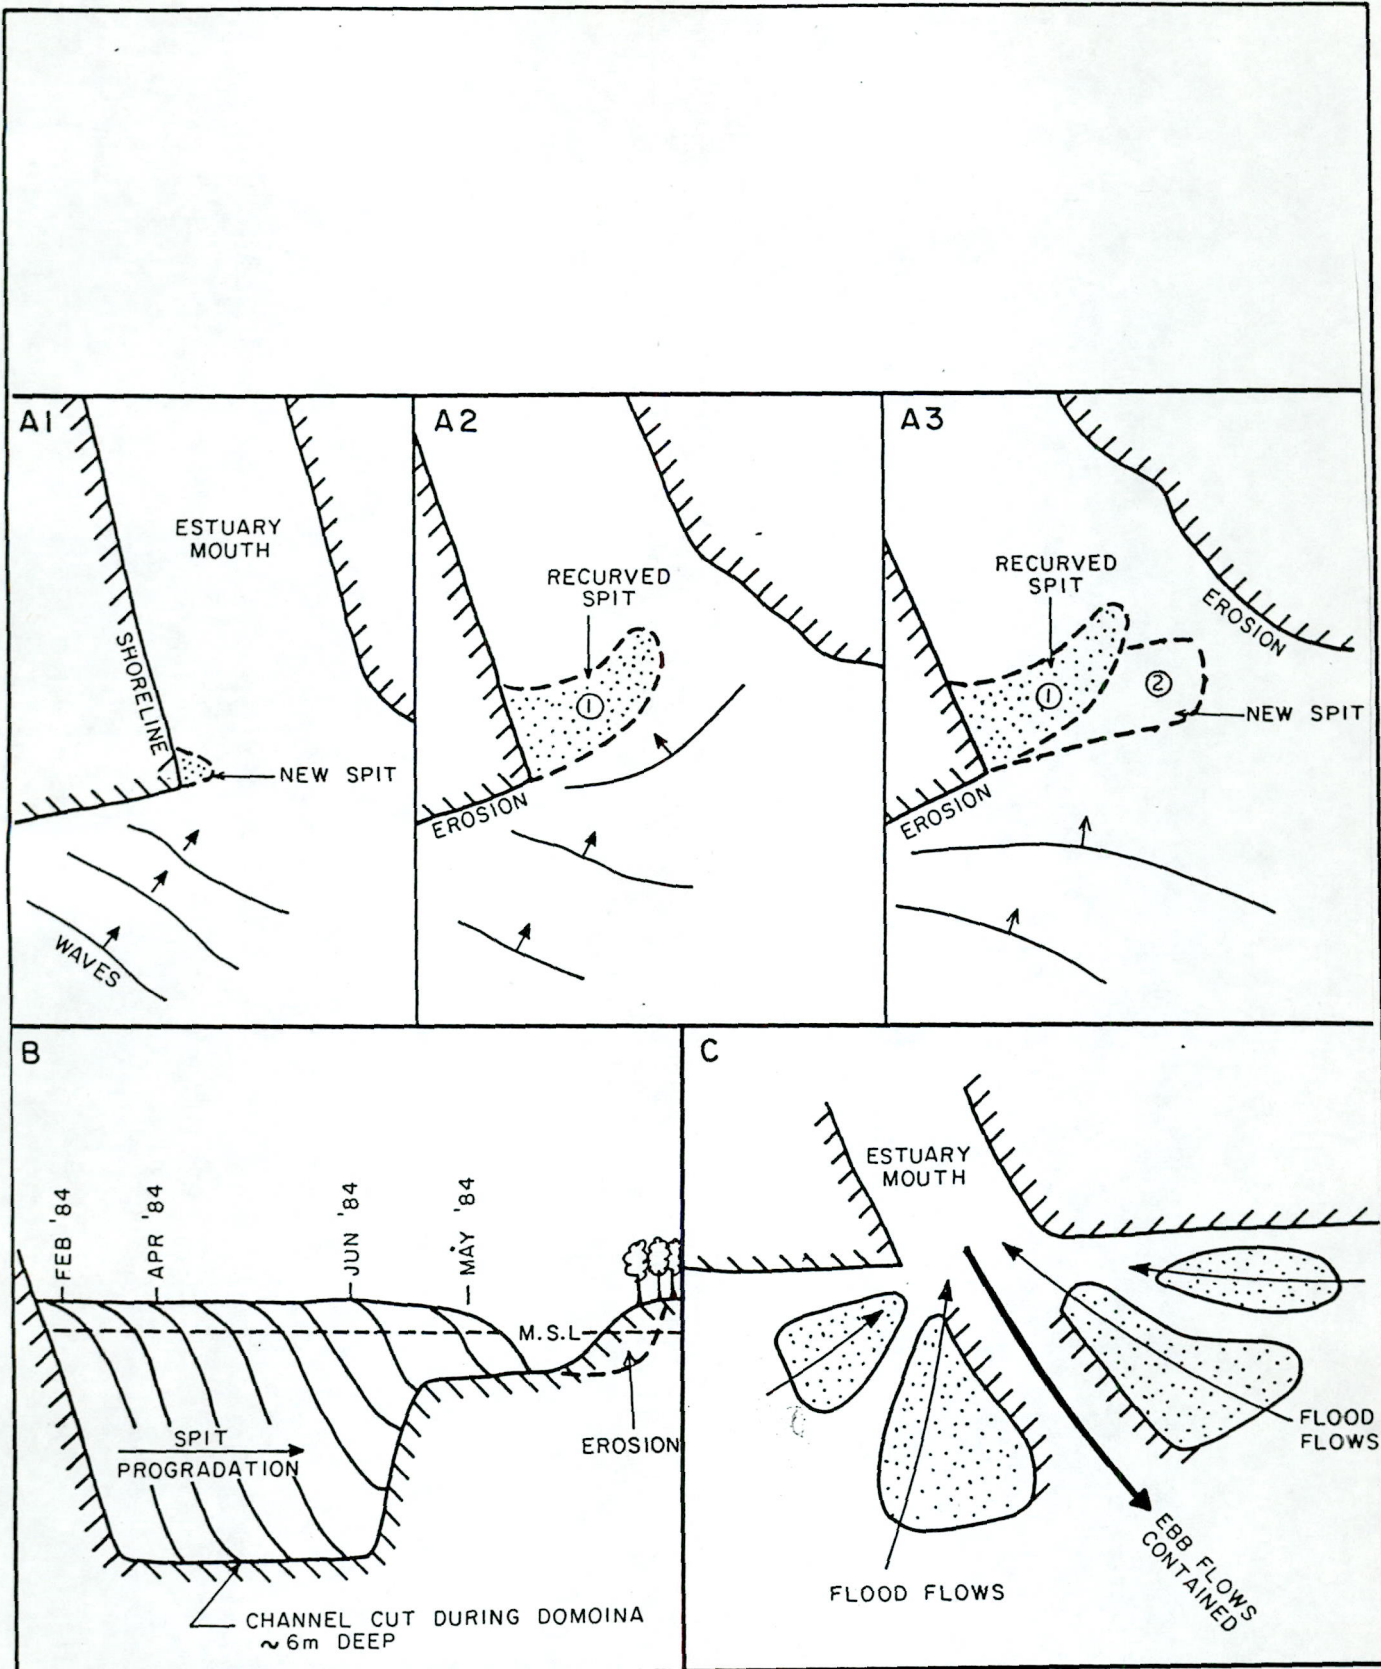 A1
ESTUARY
MOUTH
SHORELINE
NEW SPIT
WAVES
A2
RECURVED
SPIT
1
EROSION
A3
RECURVED
SPIT
EROSION
1
2
NEW SPIT
EROSION
B
FEB '84
APR '84
JUN '84
MAY '84
M.S.L
SPIT
PROGRADATION
EROSION
CHANNEL CUT DURING DOMOINA
~6m DEEP
C
ESTUARY
MOUTH
FLOOD
FLOWS
EBB FLOWS
CONTAINED
FLOOD FLOWS